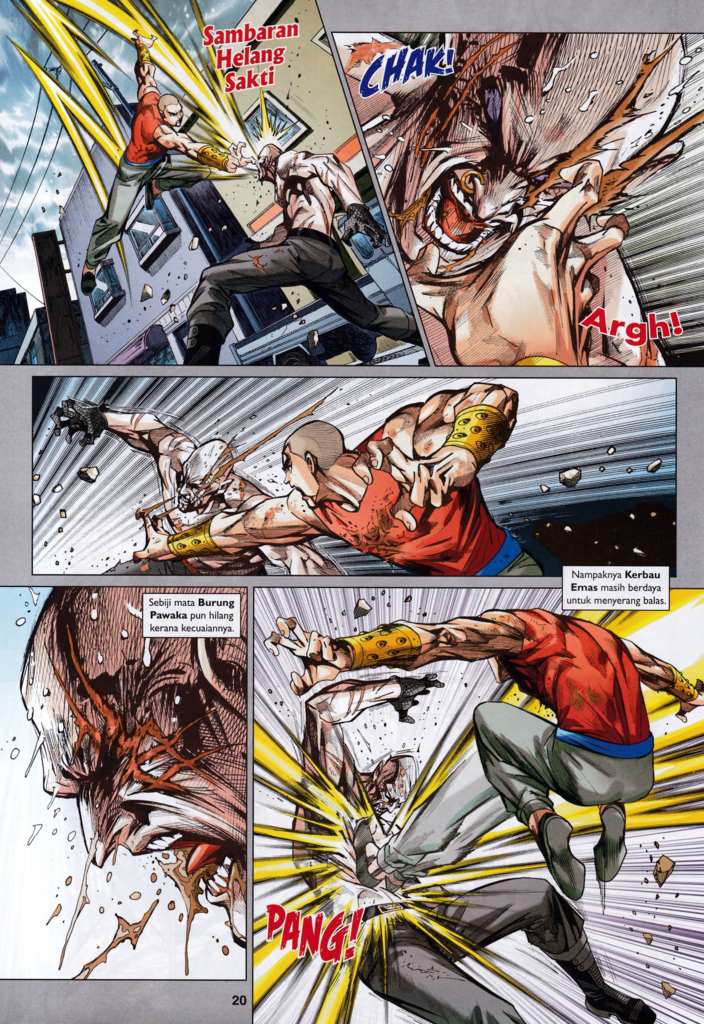 Sambaran
Helang
Sakti
CHAK!
Argh!
Nampaknya Kerbau
Emas masih berdaya
untuk menyerang balas.
Sebiji mata Burung
Pawaka pun hilang
kerana kecuaiannya.
PANG!
20